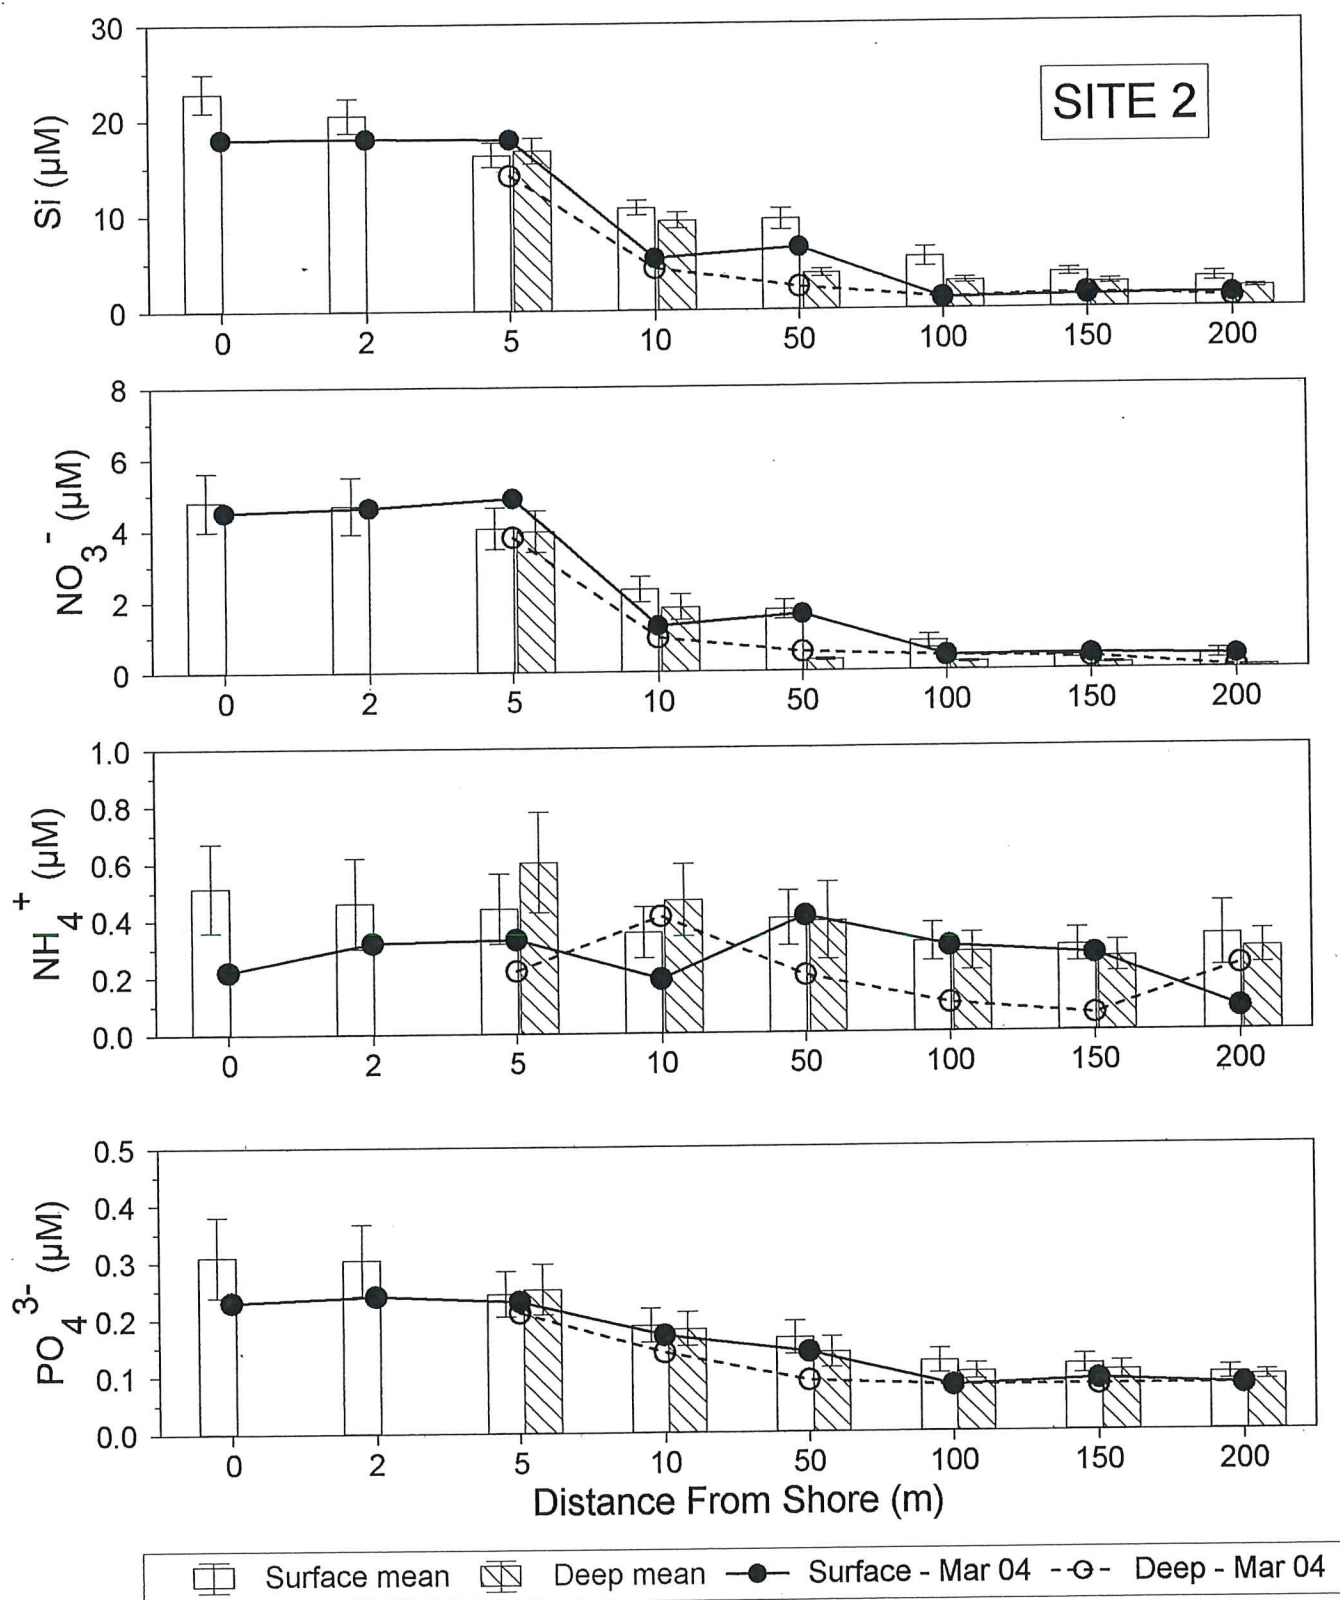 SITE 2
Si (µM)
30
20
10
0
0 2 5 10 50 100 150 200
NO3- (µM)
8
6
4
2
0
0 2 5 10 50 100 150 200
NH4+ (µM)
1.0
0.8
0.6
0.4
0.2
0.0
0 2 5 10 50 100 150 200
PO43- (µM)
0.5
0.4
0.3
0.2
0.1
0.0
0 2 5 10 50 100 150 200
Distance From Shore (m)
Surface mean Deep mean Surface - Mar 04 Deep - Mar 04